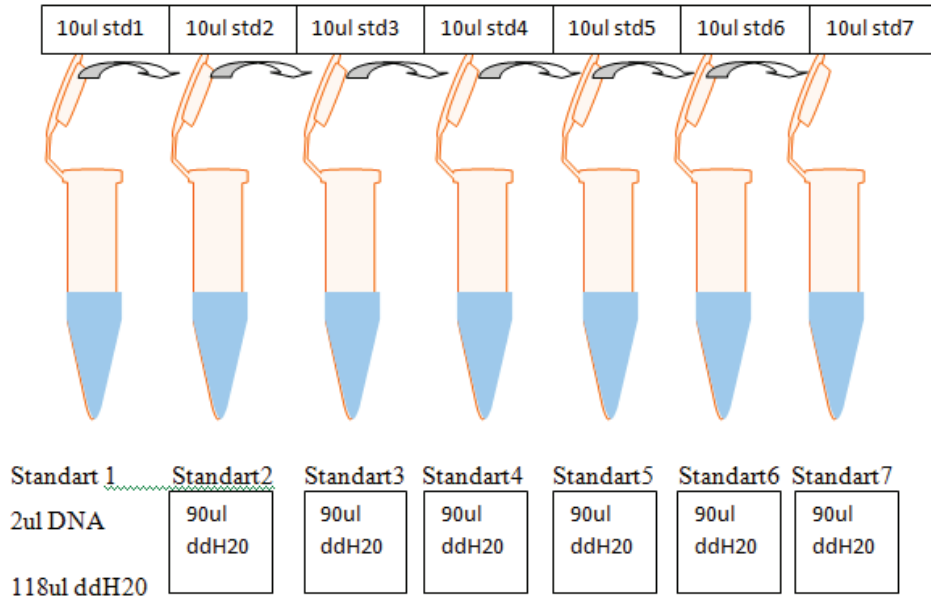 10ul std1 10ul std2 10ul std3 10ul std4 10ul std5 10ul std6 10ul std7
Standart 1 Standart2 Standart3 Standart4 Standart5 Standart6 Standart7
2ul DNA 90ul 90ul 90ul 90ul 90ul 90ul
ddH20 ddH20 ddH20 ddH20 ddH20 ddH20
118ul ddH20